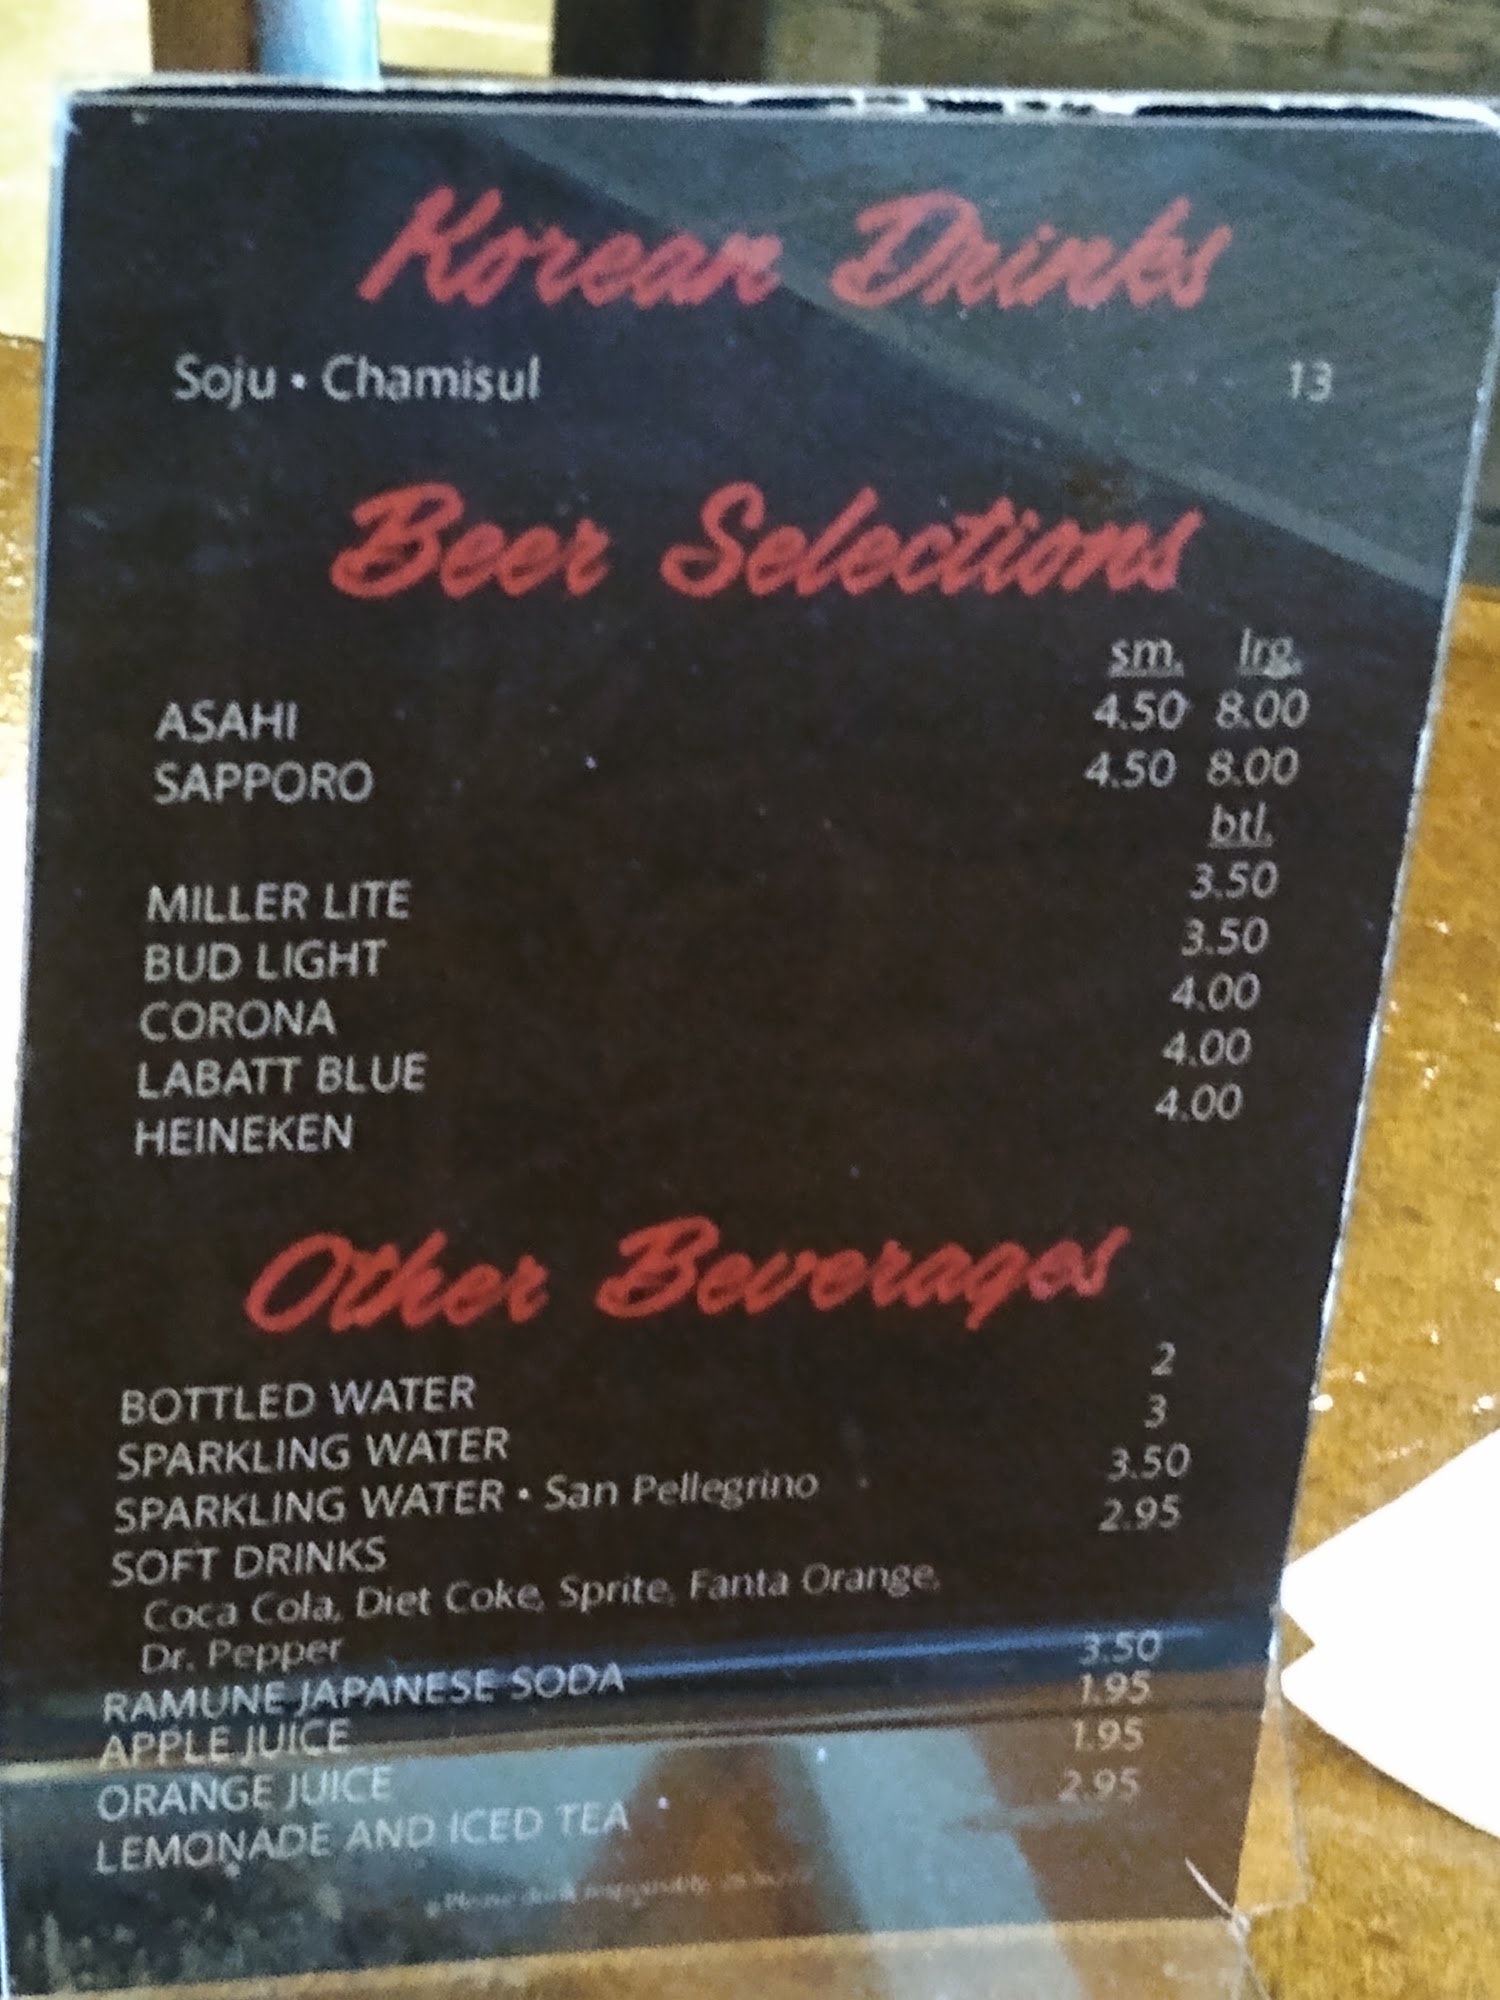 Korean Drinks
Soju • Chamisul 13
Beer Selections
sm. lrg.
ASAHI 4.50 8.00
SAPPORO 4.50 8.00
btl.
MILLER LITE 3.50
BUD LIGHT 3.50
CORONA 4.00
LABATT BLUE 4.00
HEINEKEN 4.00
Other Beverages
BOTTLED WATER 2
SPARKLING WATER 3
SPARKLING WATER • San Pellegrino 3.50
SOFT DRINKS 2.95
Coca Cola, Diet Coke, Sprite, Fanta Orange,
Dr. Pepper
RAMUNE JAPANESE SODA 3.50
APPLE JUICE 1.95
ORANGE JUICE 1.95
LEMONADE AND ICED TEA 2.95
Please drink responsibly.